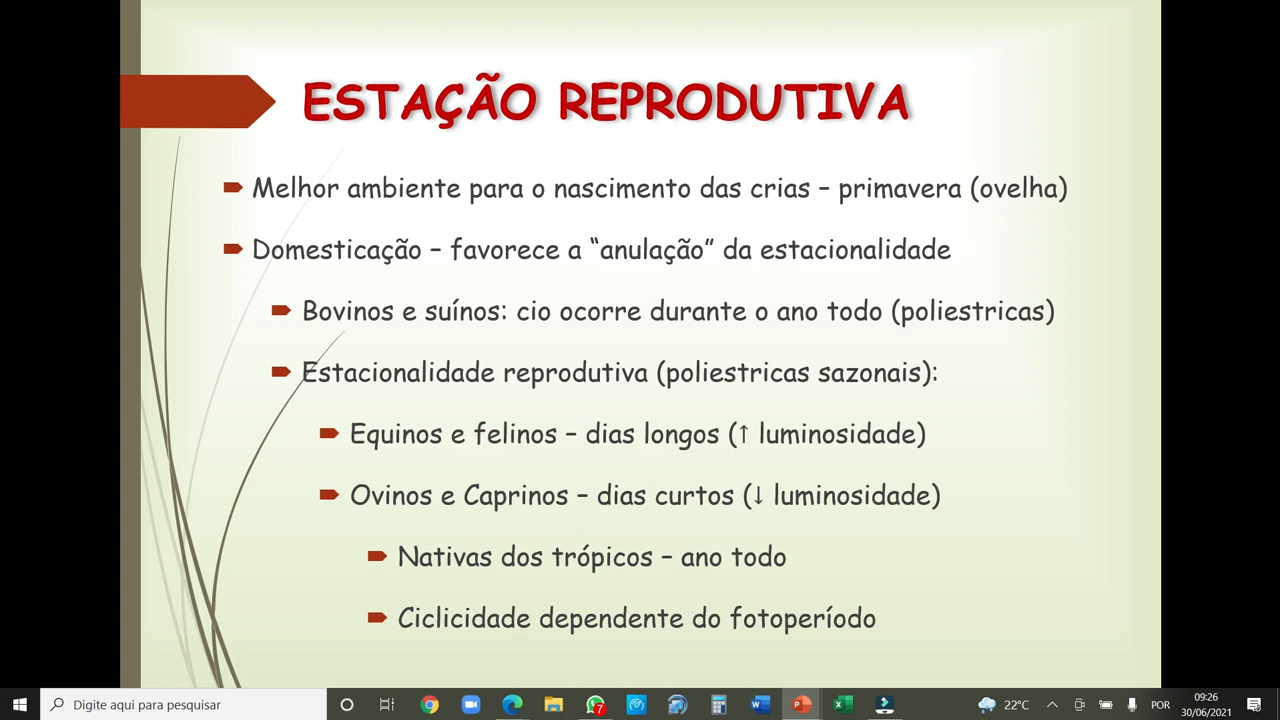 ESTAÇÃO REPRODUTIVA
Melhor ambiente para o nascimento das crias – primavera (ovelha)
Domesticação – favorece a “anulação” da estacionalidade
Bovinos e suínos: cio ocorre durante o ano todo (poliestricas)
Estacionalidade reprodutiva (poliestricas sazonais):
Equinos e felinos – dias longos (↑ luminosidade)
Ovinos e Caprinos – dias curtos (↓ luminosidade)
Nativas dos trópicos – ano todo
Ciclicidade dependente do fotoperíodo
Digite aqui para pesquisar
7
22°C
POR
09:26
30/06/2021